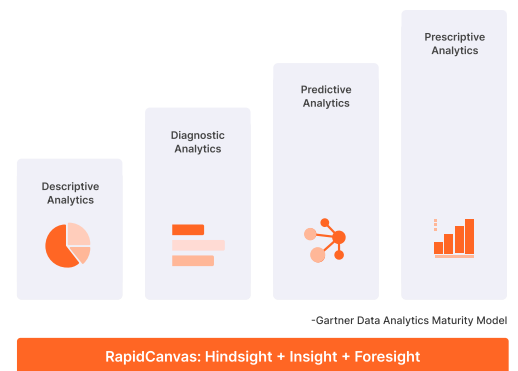 Prescriptive
Analytics
Predictive
Analytics
Diagnostic
Analytics
Descriptive
Analytics
-Gartner Data Analytics Maturity Model
RapidCanvas: Hindsight + Insight + Foresight